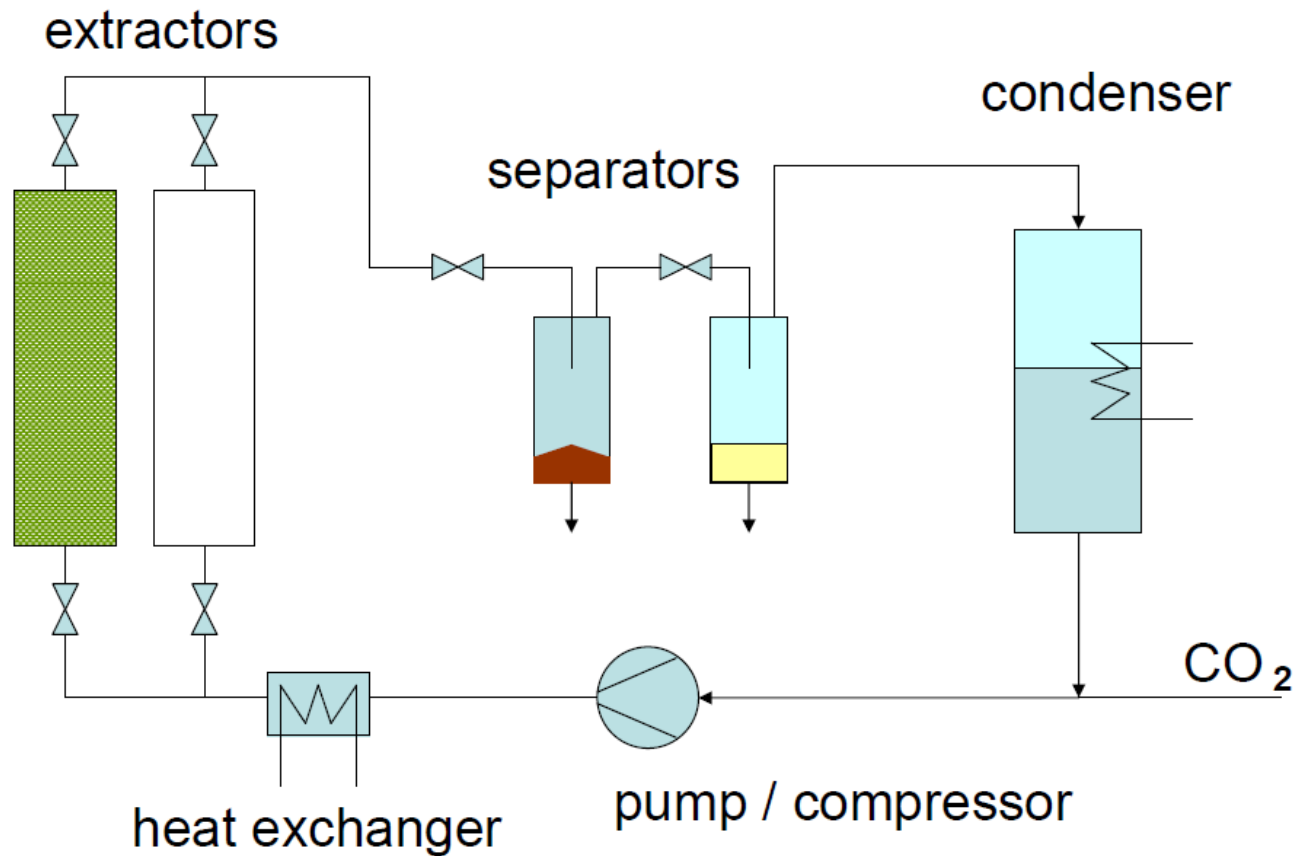 extractors
condenser
separators
CO₂
pump / compressor
heat exchanger